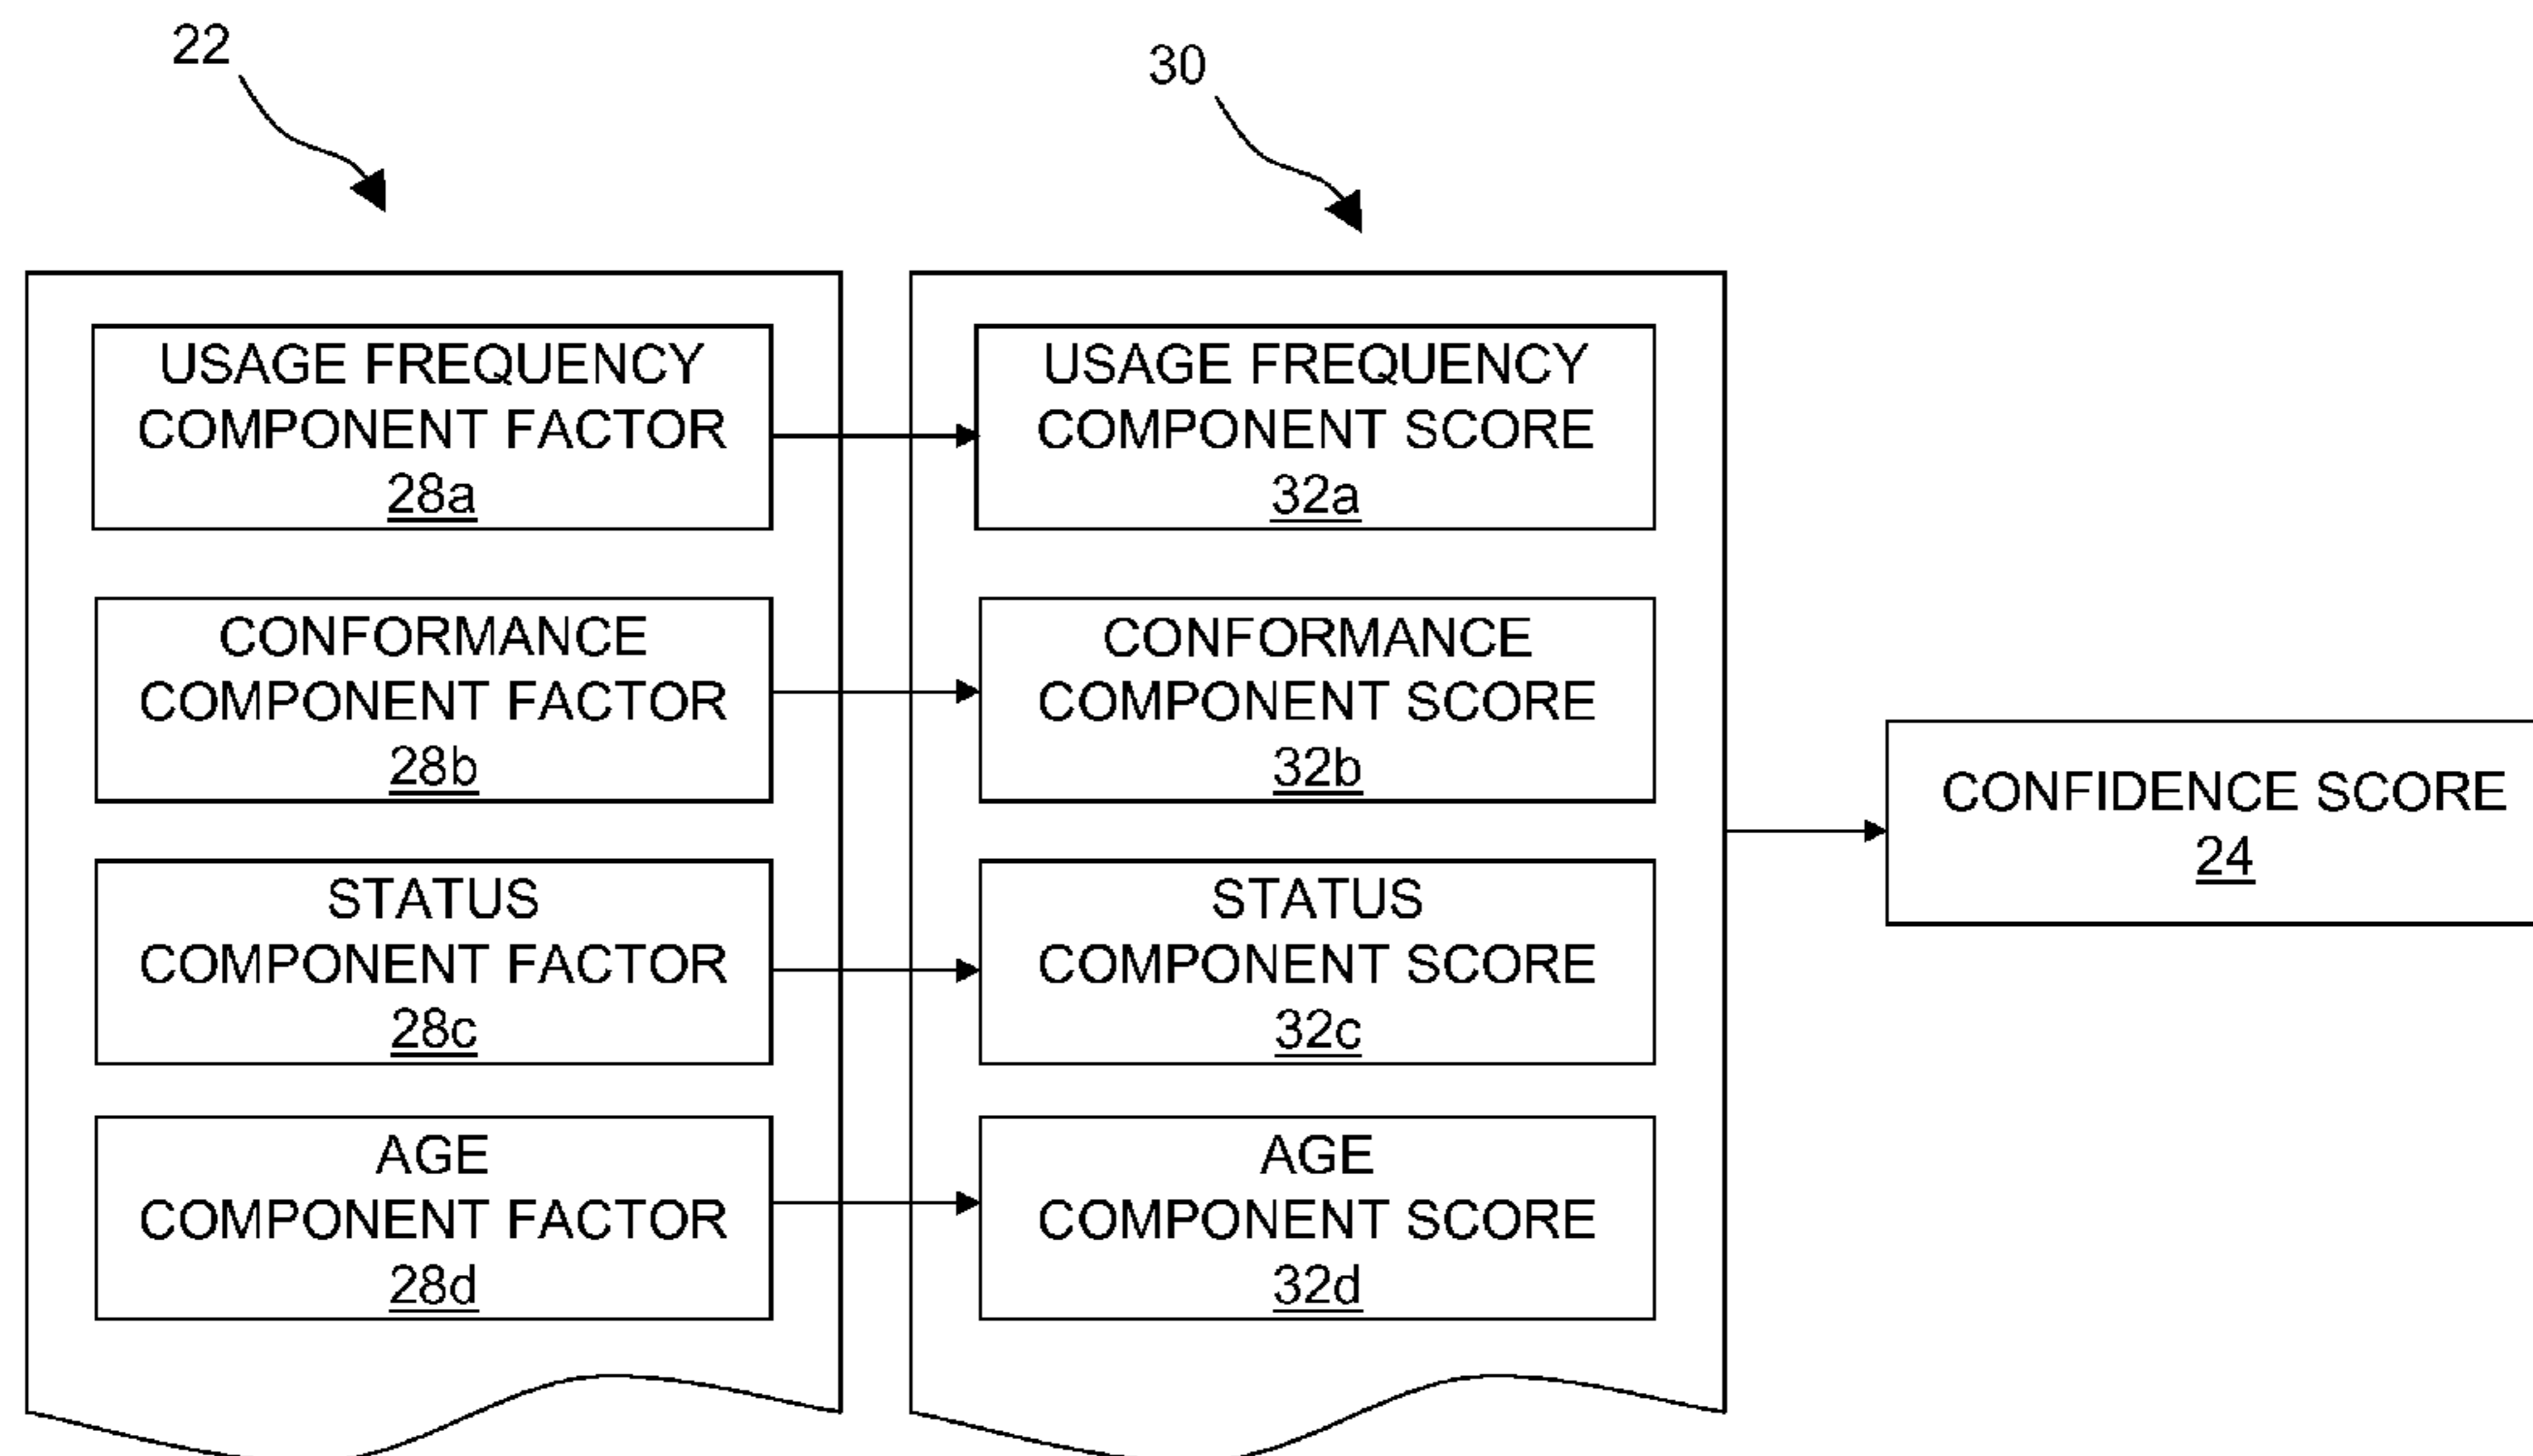 22
30
USAGE FREQUENCY
COMPONENT FACTOR
28a
USAGE FREQUENCY
COMPONENT SCORE
32a
CONFORMANCE
COMPONENT FACTOR
28b
CONFORMANCE
COMPONENT SCORE
32b
CONFIDENCE SCORE
24
STATUS
COMPONENT FACTOR
28c
STATUS
COMPONENT SCORE
32c
AGE
COMPONENT FACTOR
28d
AGE
COMPONENT SCORE
32d